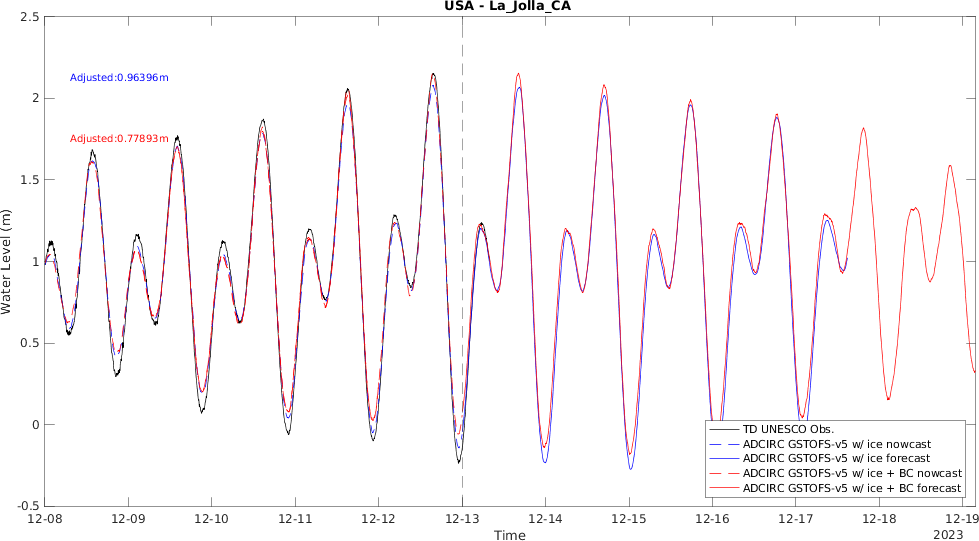 USA - La_Jolla_CA
2.5
2
1.5
1
0.5
0
-0.5
Water Level (m)
Adjusted:0.96396m
Adjusted:0.77893m
TD UNESCO Obs.
ADCIRC GSTOFS-v5 w/ ice nowcast
ADCIRC GSTOFS-v5 w/ ice forecast
ADCIRC GSTOFS-v5 w/ ice + BC nowcast
ADCIRC GSTOFS-v5 w/ ice + BC forecast
12-08 12-09 12-10 12-11 12-12 12-13 12-14 12-15 12-16 12-17 12-18 12-19
Time
2023